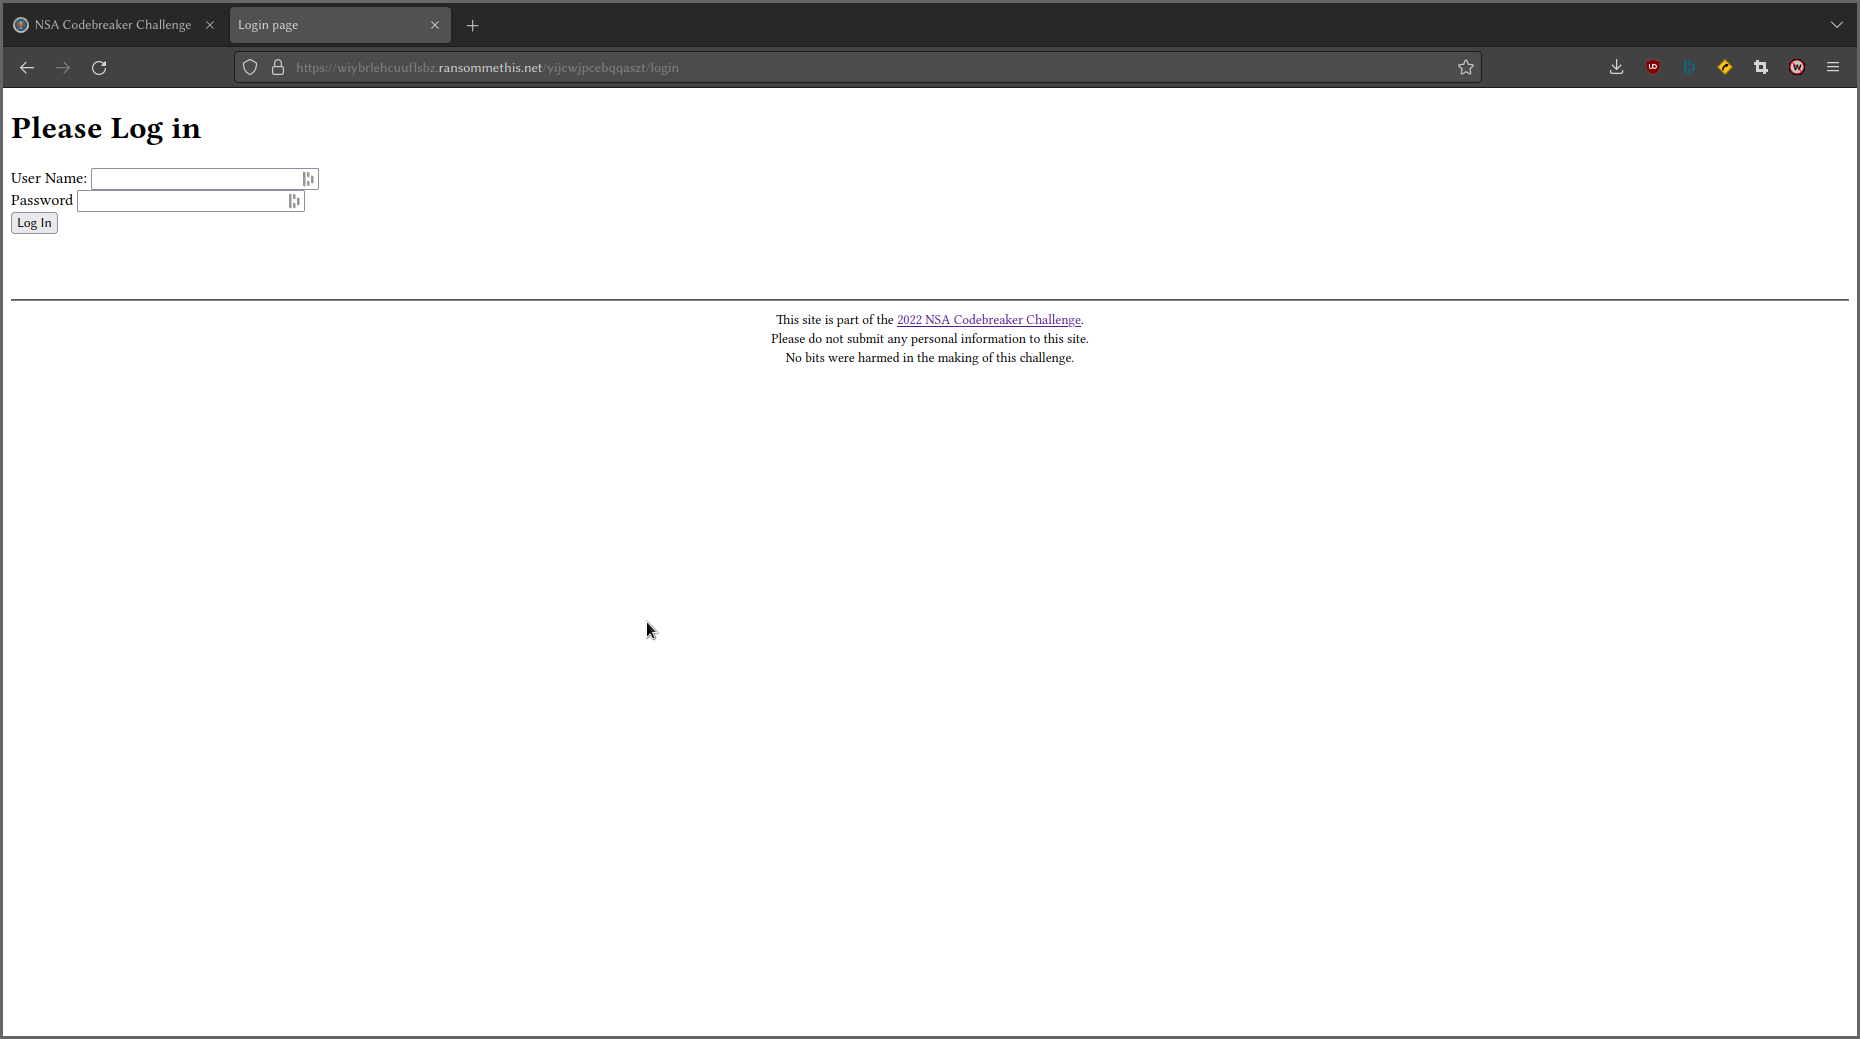 NSA Codebreaker Challenge
Login page
https://wiybrlehcuuflsbz.ransommethis.net/yijcwjpcebqqaszt/login
Please Log in
User Name:
Password
Log In
This site is part of the 2022 NSA Codebreaker Challenge.
Please do not submit any personal information to this site.
No bits were harmed in the making of this challenge.